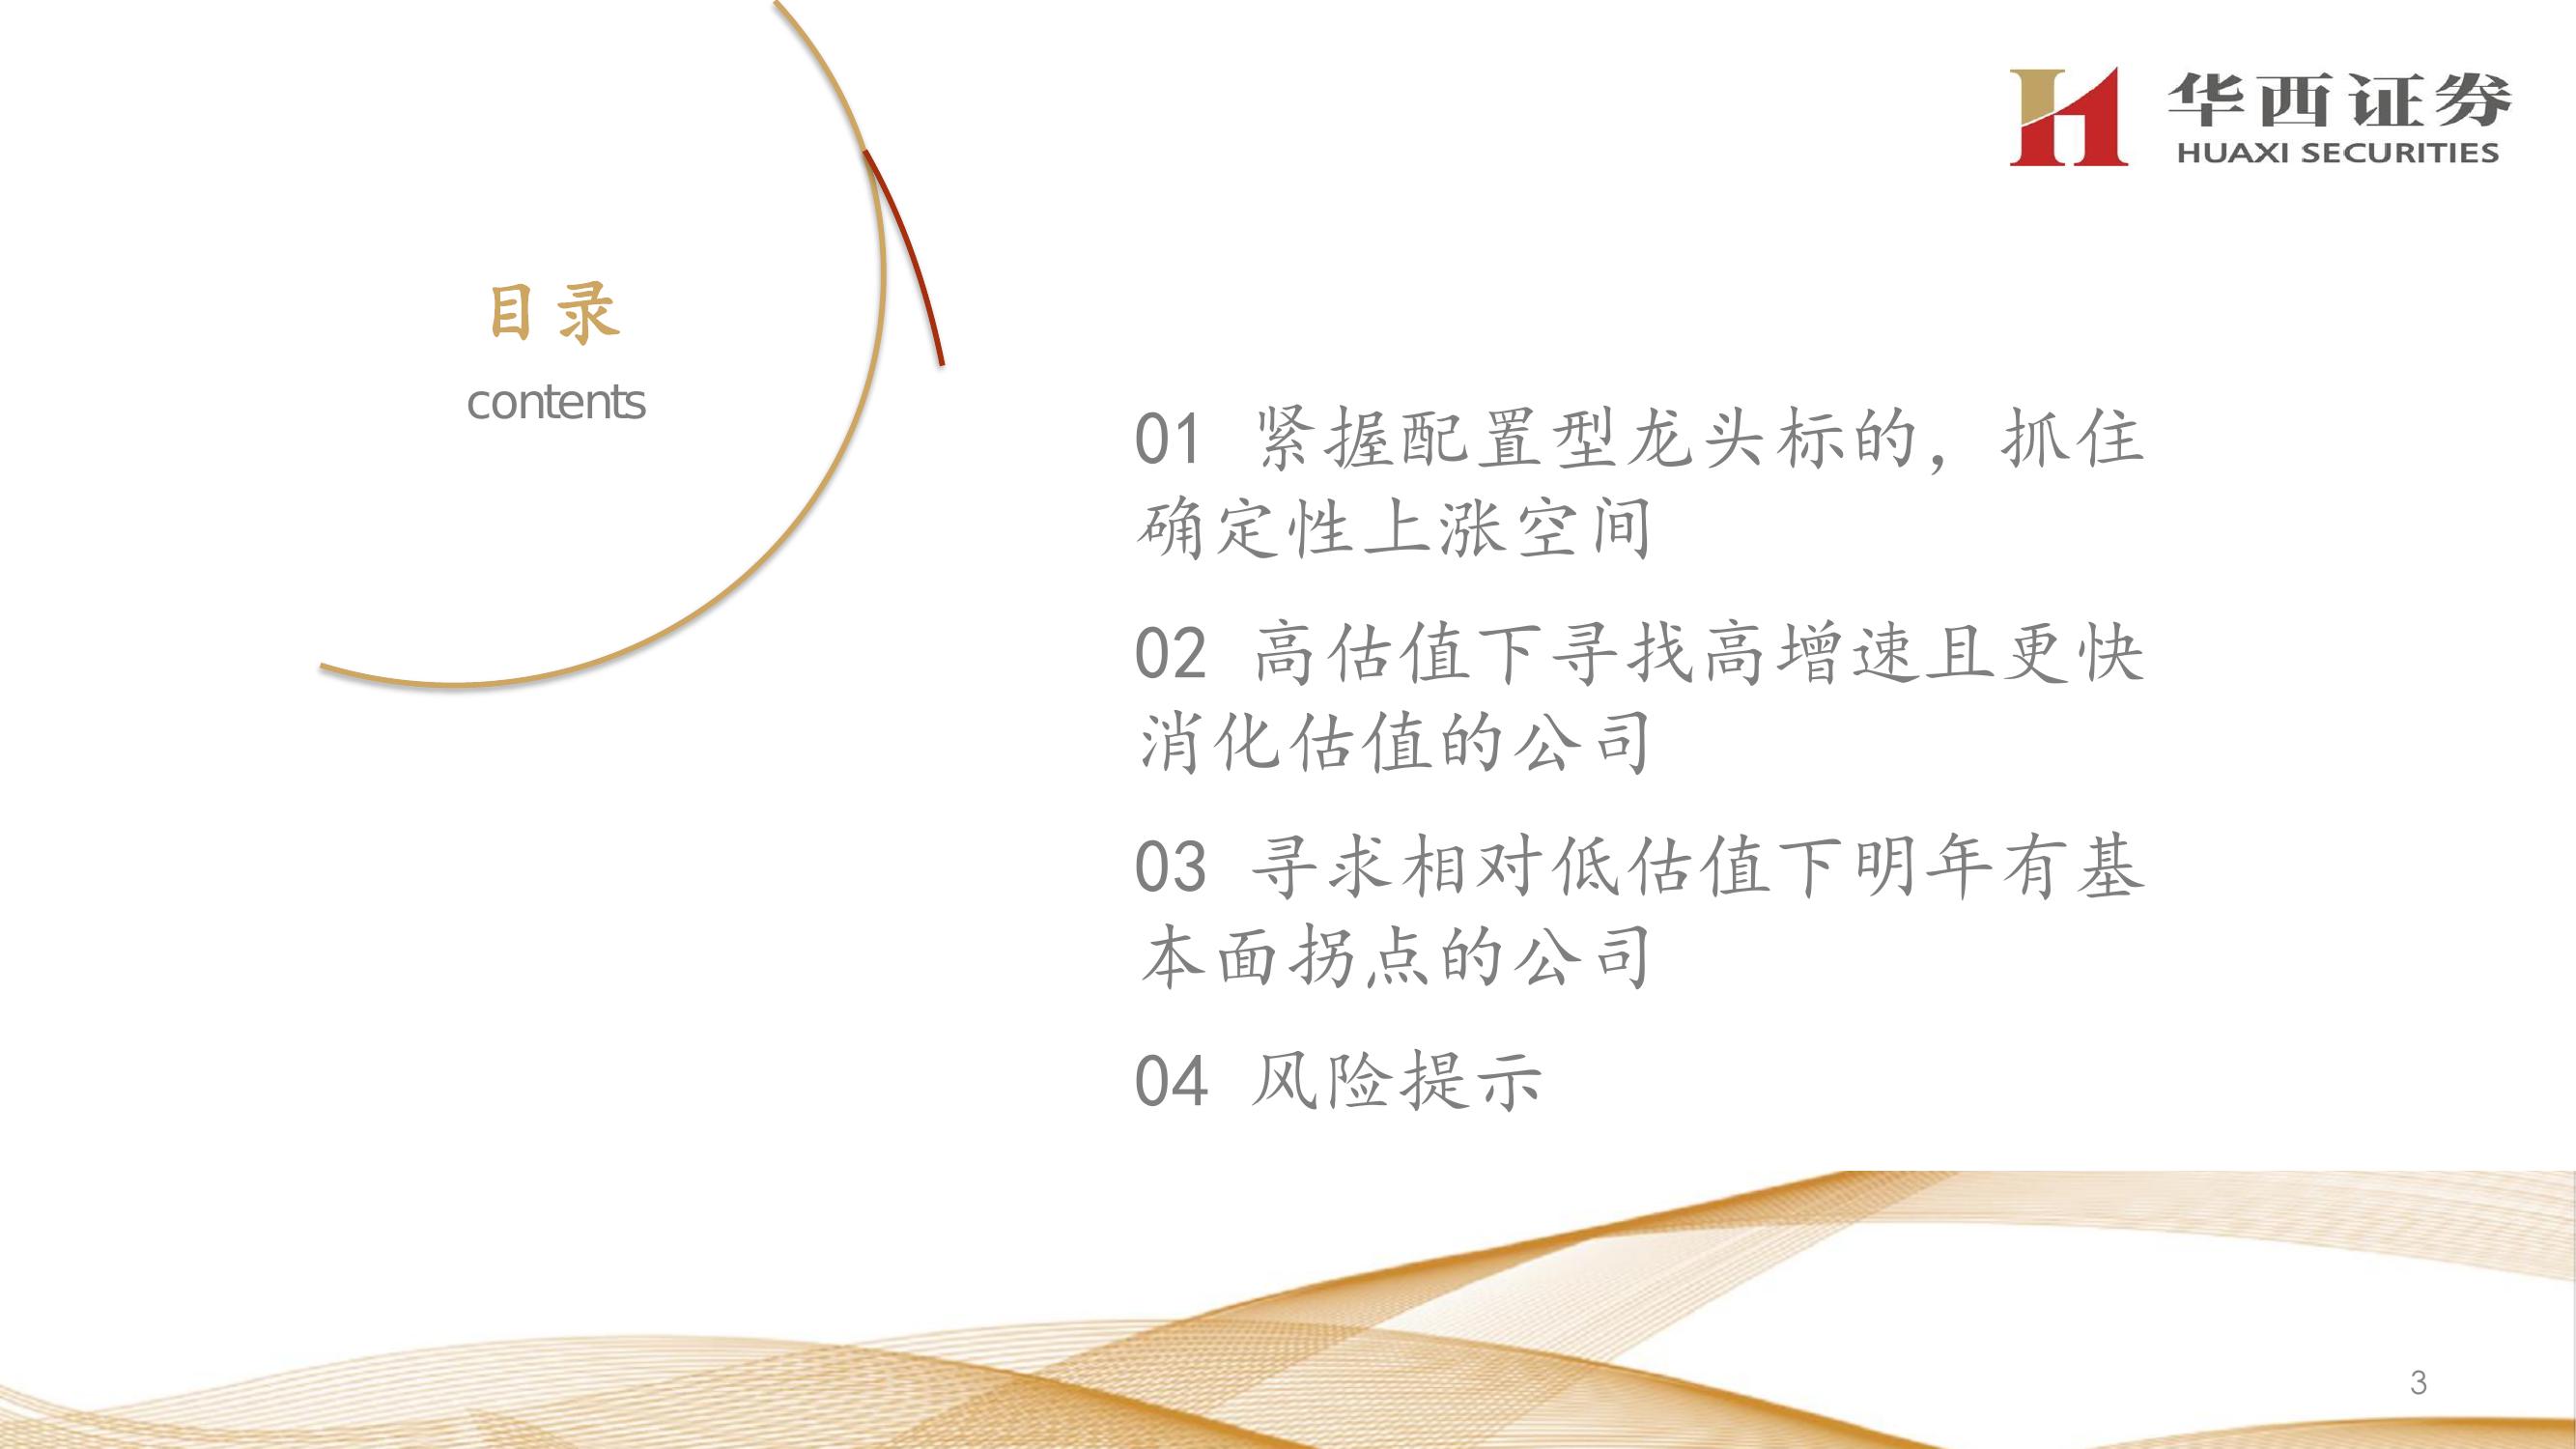 华西证券
HUAXI SECURITIES
目录
contents
01 紧握配置型龙头标的，抓住
确定性上涨空间
02 高估值下寻找高增速且更快
消化估值的公司
03 寻求相对低估值下明年有基
本面拐点的公司
04 风险提示
3